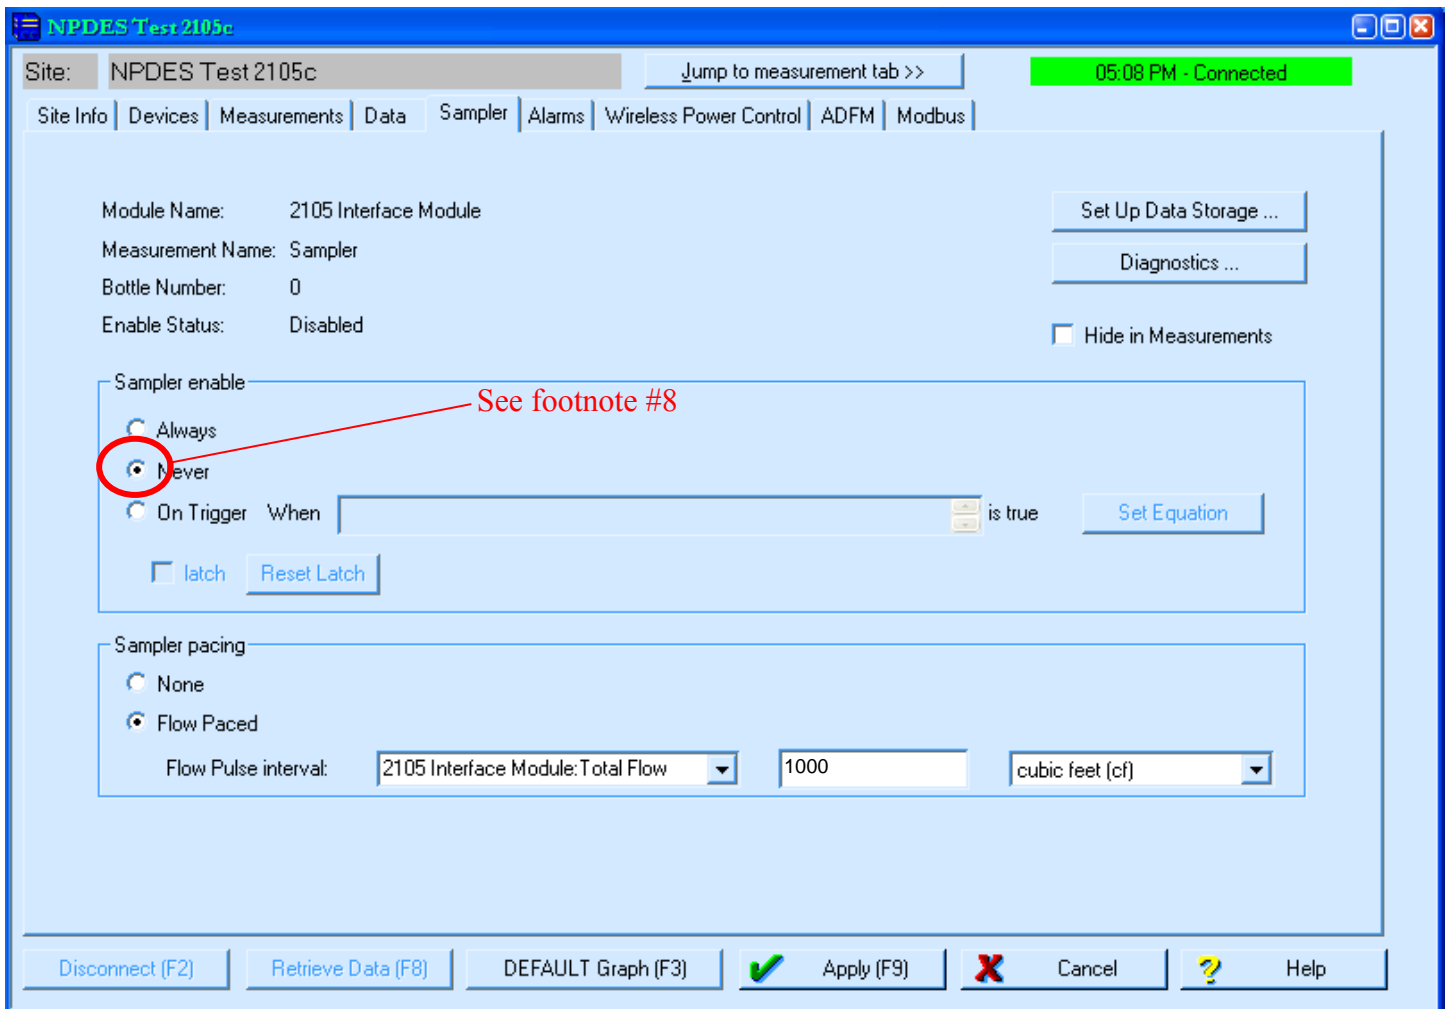 NPDES Test 2105c
Site: NPDES Test 2105c Jump to measurement tab >> 05:08 PM - Connected
Site Info Devices Measurements Data Sampler Alarms Wireless Power Control ADFM Modbus
Module Name: 2105 Interface Module Set Up Data Storage ...
Measurement Name: Sampler Diagnostics ...
Bottle Number: 0
Enable Status: Disabled Hide in Measurements
Sampler enable
See footnote #8
Always
Never
On Trigger When is true Set Equation
latch Reset Latch
Sampler pacing
None
Flow Paced
Flow Pulse interval: 2105 Interface Module:Total Flow 1000 cubic feet (cf)
Disconnect (F2) Retrieve Data (F8) DEFAULT Graph (F3) Apply (F9) Cancel Help